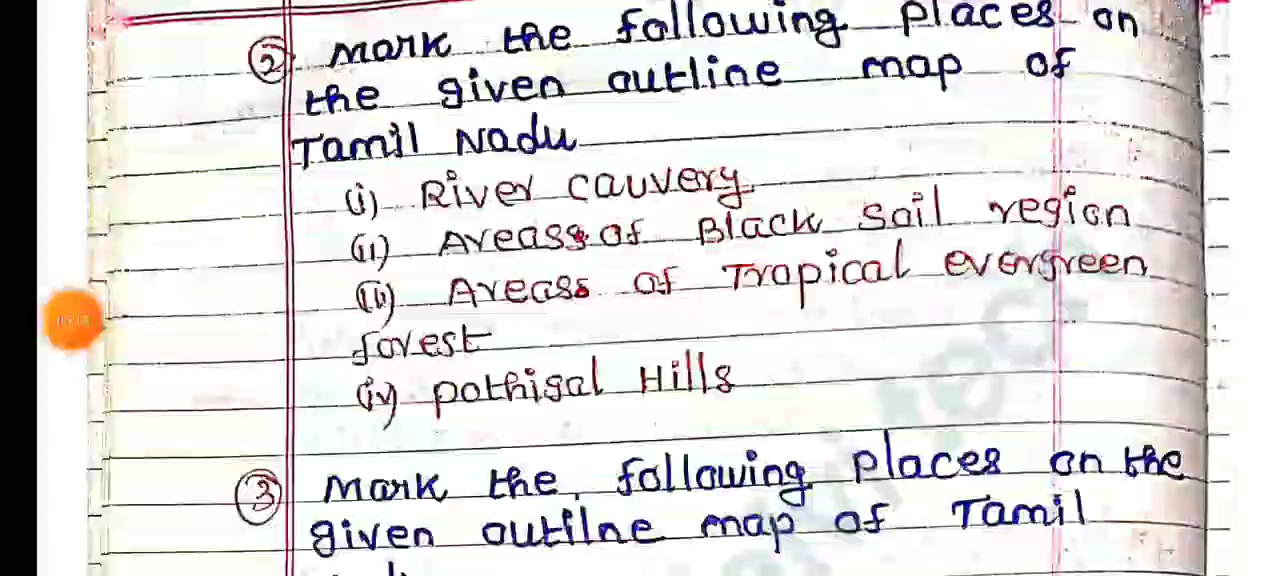 ② Mark the following places on
the given outline map of
Tamil Nadu
(i) River cauvery
(ii) Areass of Black Soil region
(iii) Areass of Tropical evergreen
forest
(iv) pothigal Hills
③ Mark the following places on the
given outilne map of Tamil